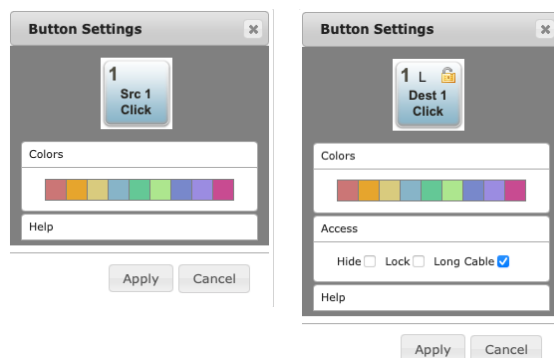 Button Settings
1
Src 1
Click
Colors
Help
Apply Cancel
Button Settings
1 L
Dest 1
Click
Colors
Access
Hide Lock Long Cable
Help
Apply Cancel